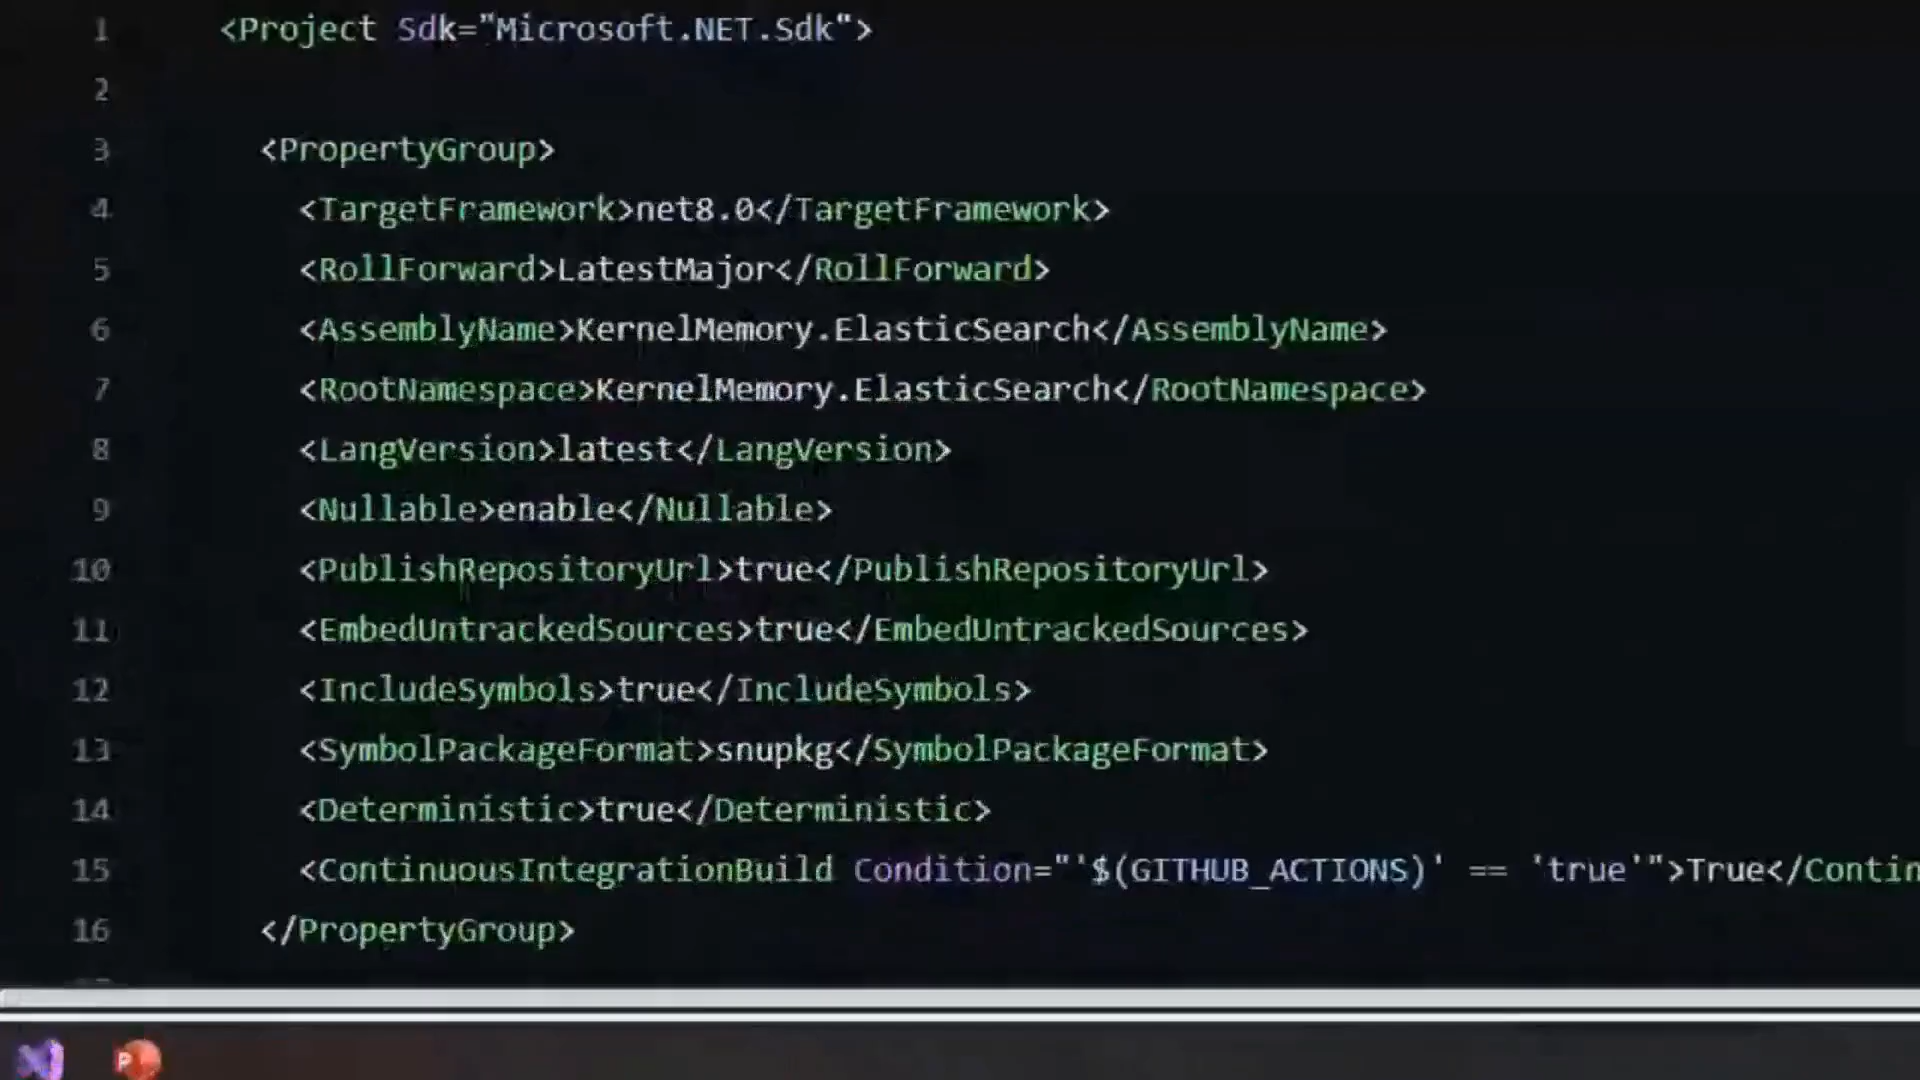 1 <Project Sdk="Microsoft.NET.Sdk">
2
3 <PropertyGroup>
4 <TargetFramework>net8.0</TargetFramework>
5 <RollForward>LatestMajor</RollForward>
6 <AssemblyName>KernelMemory.ElasticSearch</AssemblyName>
7 <RootNamespace>KernelMemory.ElasticSearch</RootNamespace>
8 <LangVersion>latest</LangVersion>
9 <Nullable>enable</Nullable>
10 <PublishRepositoryUrl>true</PublishRepositoryUrl>
11 <EmbedUntrackedSources>true</EmbedUntrackedSources>
12 <IncludeSymbols>true</IncludeSymbols>
13 <SymbolPackageFormat>snupkg</SymbolPackageFormat>
14 <Deterministic>true</Deterministic>
15 <ContinuousIntegrationBuild Condition="'$(GITHUB_ACTIONS)' == 'true'">True</Contin
16 </PropertyGroup>
P